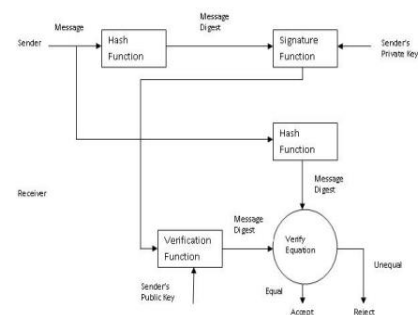 Message
Sender
Hash
Function
Message
Digest
Signature
Function
Sender's
Private Key
Hash
Function
Receiver
Message
Digest
Verification
Function
Message
Digest
Verify
Equation
Unequal
Sender's
Public Key
Equal
Accept
Reject